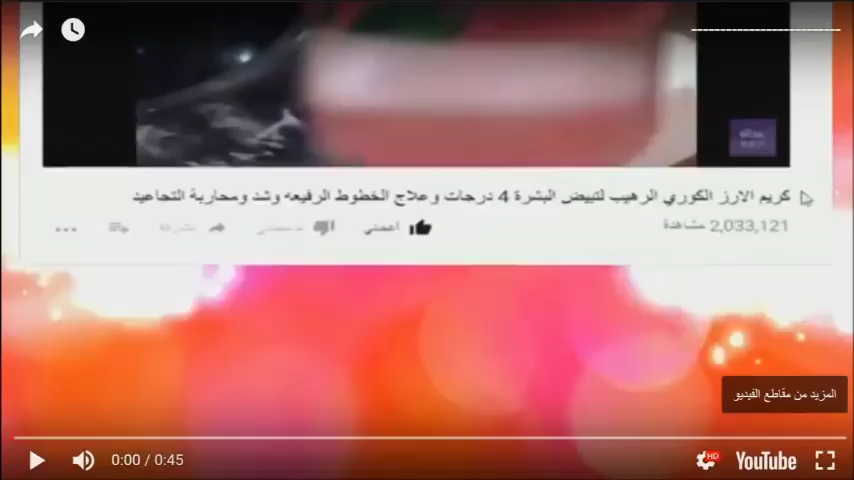 كريم الارز الكوري الرهيب لتبيض البشرة 4 درجات وعلاج الخطوط الرفيعه وشد ومحاربة التجاعيد
2,033,121 مشاهدة
أعجبني
المزيد من مقاطع الفيديو
0:00 / 0:45
HD
YouTube